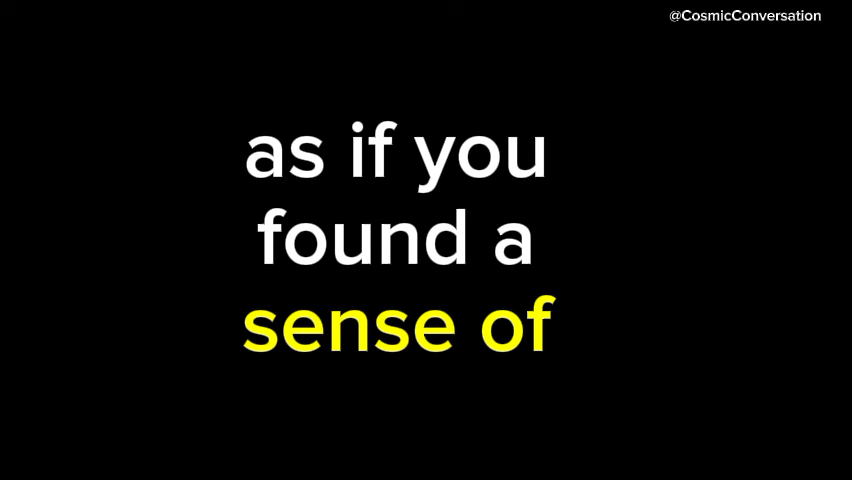 @CosmicConversation
as if you
found a
sense of